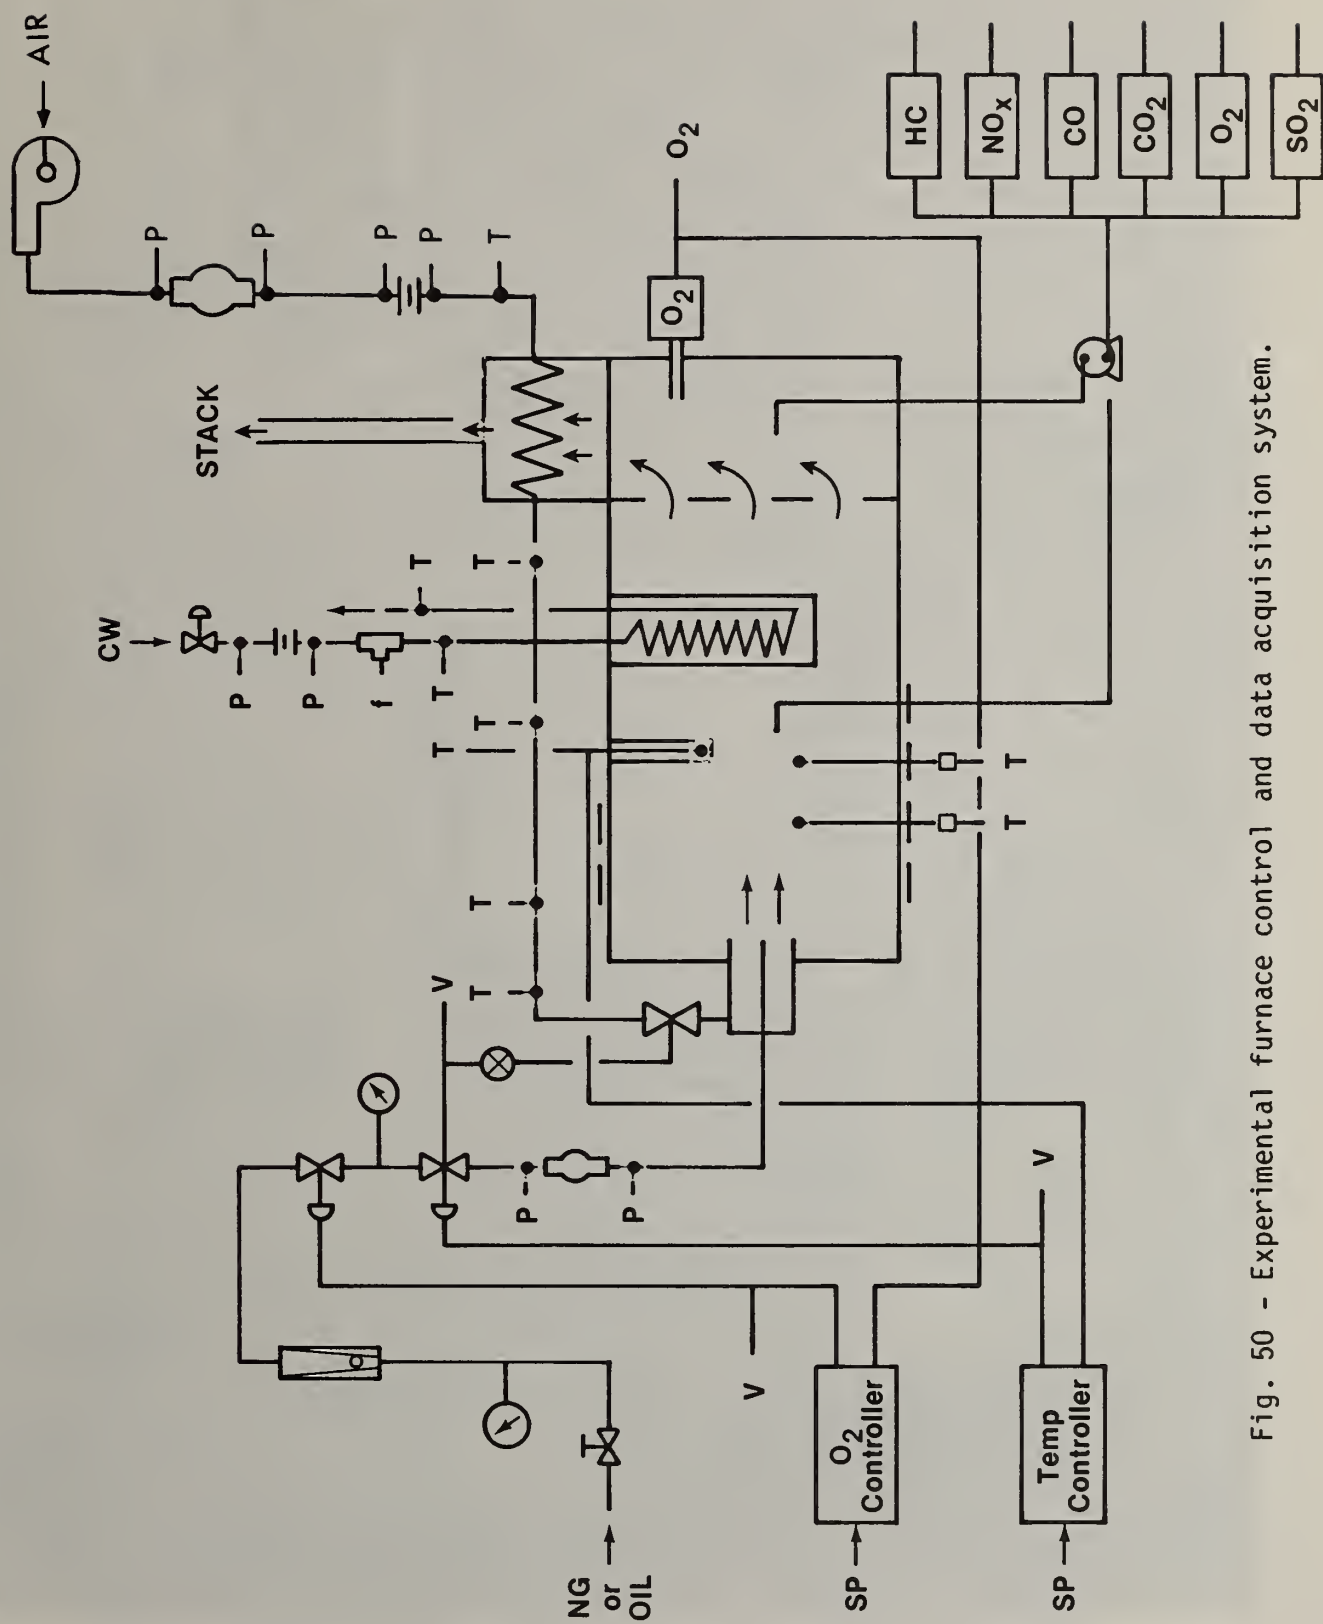 AIR
P
P
P
P
T
STACK
CW
P
P
f
T
T
T
T
T
T
T
V
O2
O2
HC
NOx
CO
CO2
O2
SO2
P
P
T
T
V
V
NG
or
OIL
SP
O2
Controller
SP
Temp
Controller
Fig. 50 - Experimental furnace control and data acquisition system.